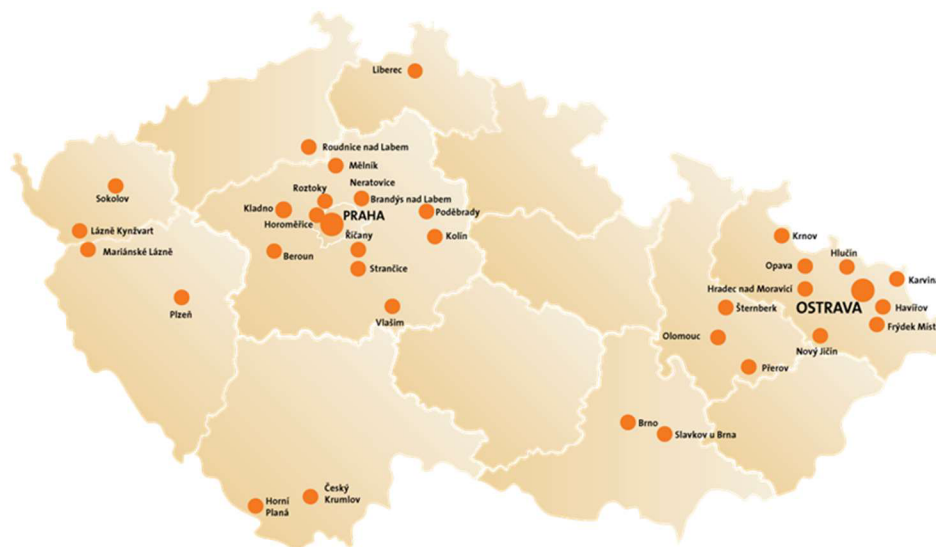 Liberec
Roudnice nad Labem
Mělník
Neratovice
Roztoky
Brandýs nad Labem
Sokolov
Kladno
PRAHA
Poděbrady
Horoměřice
Lázně Kynžvart
Říčany
Kolín
Krnov
Mariánské Lázně
Beroun
Strančice
Hlučín
Opava
Karvin
Hradec nad Moravicí
Plzeň
Vlašim
Šternberk
OSTRAVA
Havířov
Frýdek Míst
Olomouc
Nový Jičín
Přerov
Brno
Slavkov u Brna
Český
Krumlov
Horní
Planá